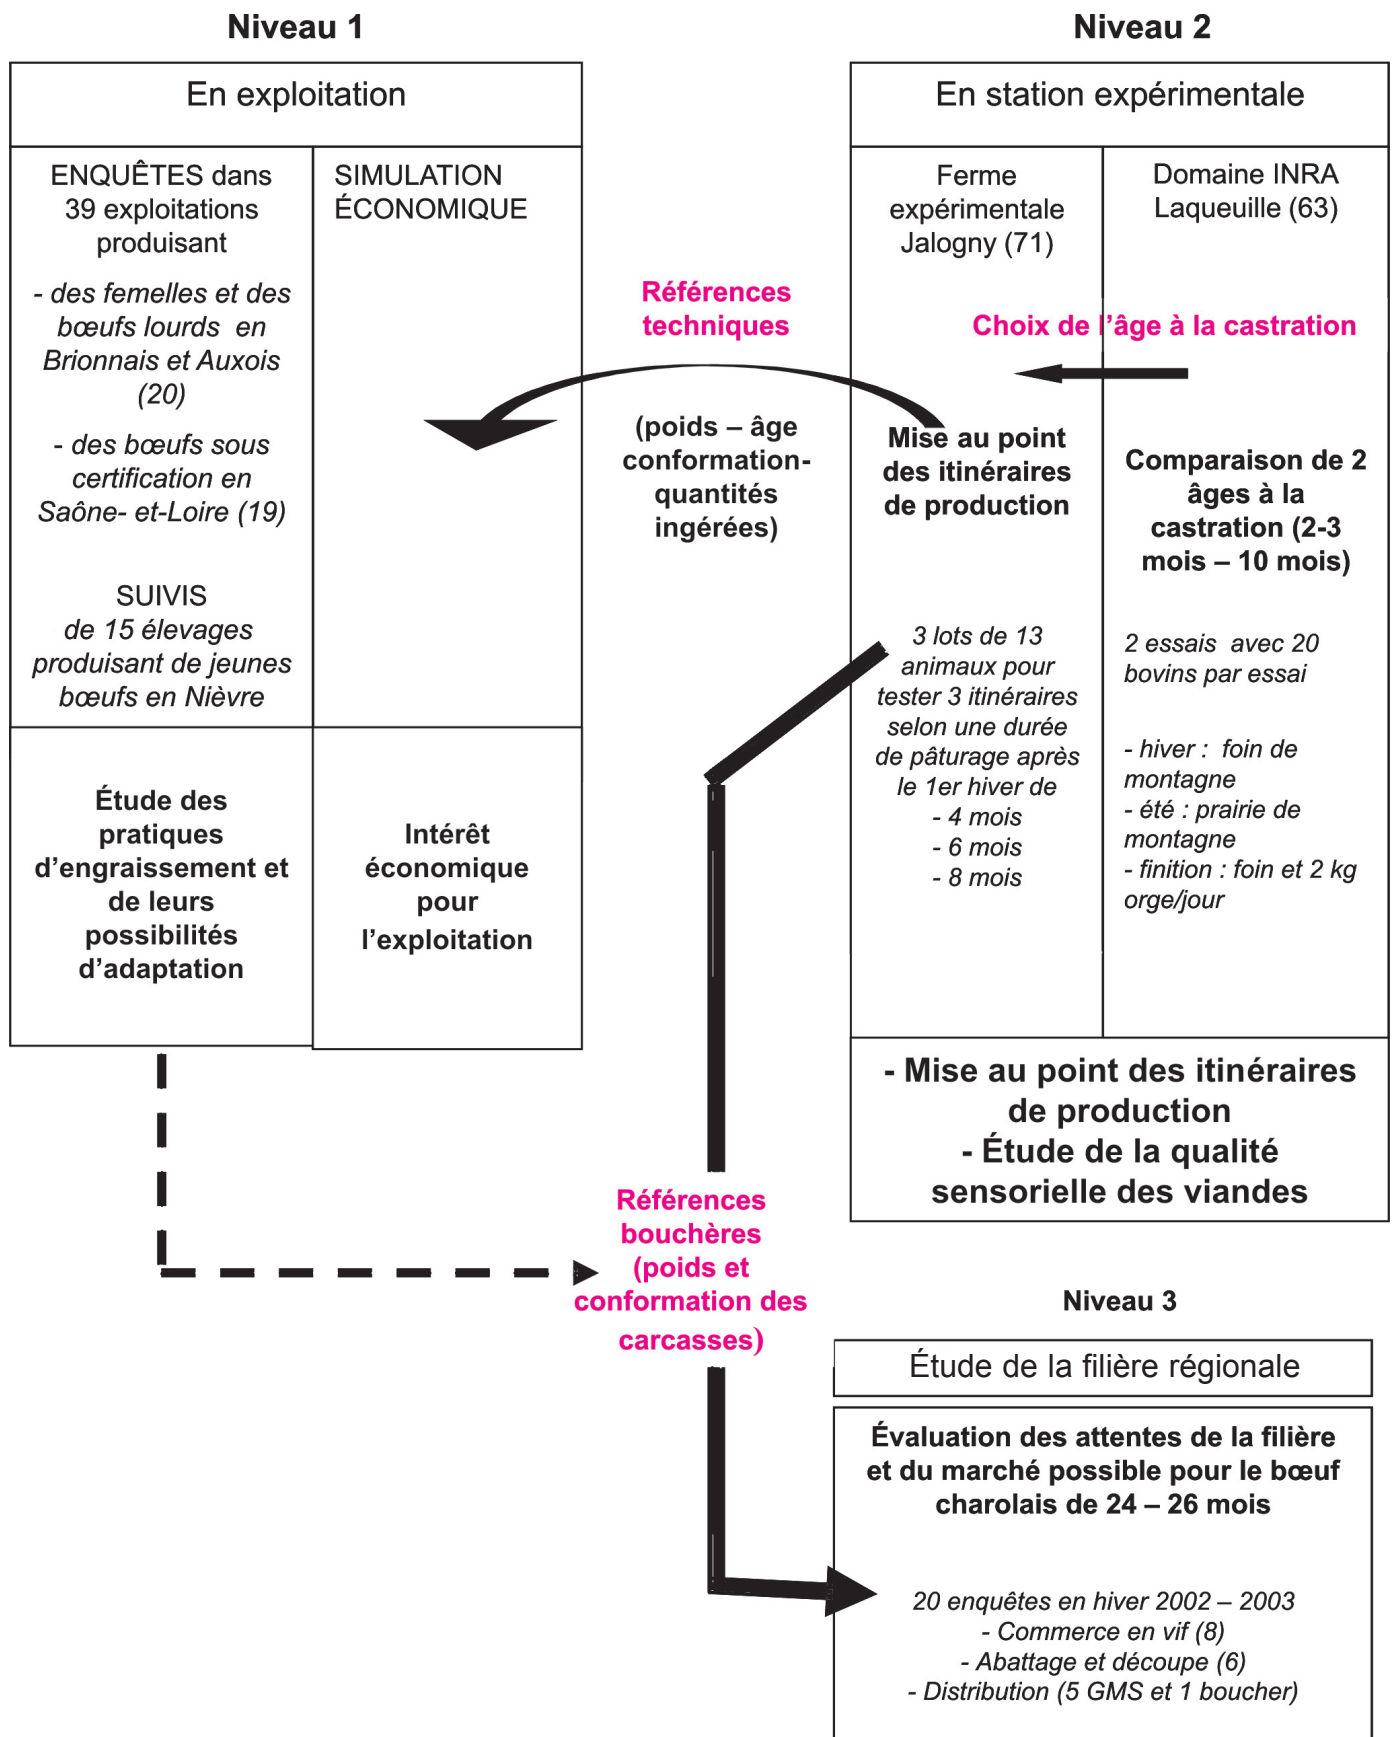 Niveau 1
En exploitation
ENQUÊTES dans
39 exploitations
produisant
- des femelles et des
bœufs lourds en
Brionnais et Auxois
(20)
- des bœufs sous
certification en
Saône- et-Loire (19)
SUIVIS
de 15 élevages
produisant de jeunes
bœufs en Nièvre
Étude des
pratiques
d’engraissement et
de leurs
possibilités
d’adaptation
SIMULATION
ÉCONOMIQUE
Intérêt
économique
pour
l’exploitation
Références
techniques
(poids – âge
conformation-
quantités
ingérées)
Niveau 2
En station expérimentale
Ferme
expérimentale
Jalogny (71)
Domaine INRA
Laqueuille (63)
Choix de l’âge à la castration
Mise au point
des itinéraires
de production
3 lots de 13
animaux pour
tester 3 itinéraires
selon une durée
de pâturage après
le 1er hiver de
- 4 mois
- 6 mois
- 8 mois
Comparaison de 2
âges à la
castration (2-3
mois – 10 mois)
2 essais avec 20
bovins par essai
- hiver : foin de
montagne
- été : prairie de
montagne
- finition : foin et 2 kg
orge/jour
- Mise au point des itinéraires
de production
- Étude de la qualité
sensorielle des viandes
Références
bouchères
(poids et
conformation des
carcasses)
Niveau 3
Étude de la filière régionale
Évaluation des attentes de la filière
et du marché possible pour le bœuf
charolais de 24 – 26 mois
20 enquêtes en hiver 2002 – 2003
- Commerce en vif (8)
- Abattage et découpe (6)
- Distribution (5 GMS et 1 boucher)